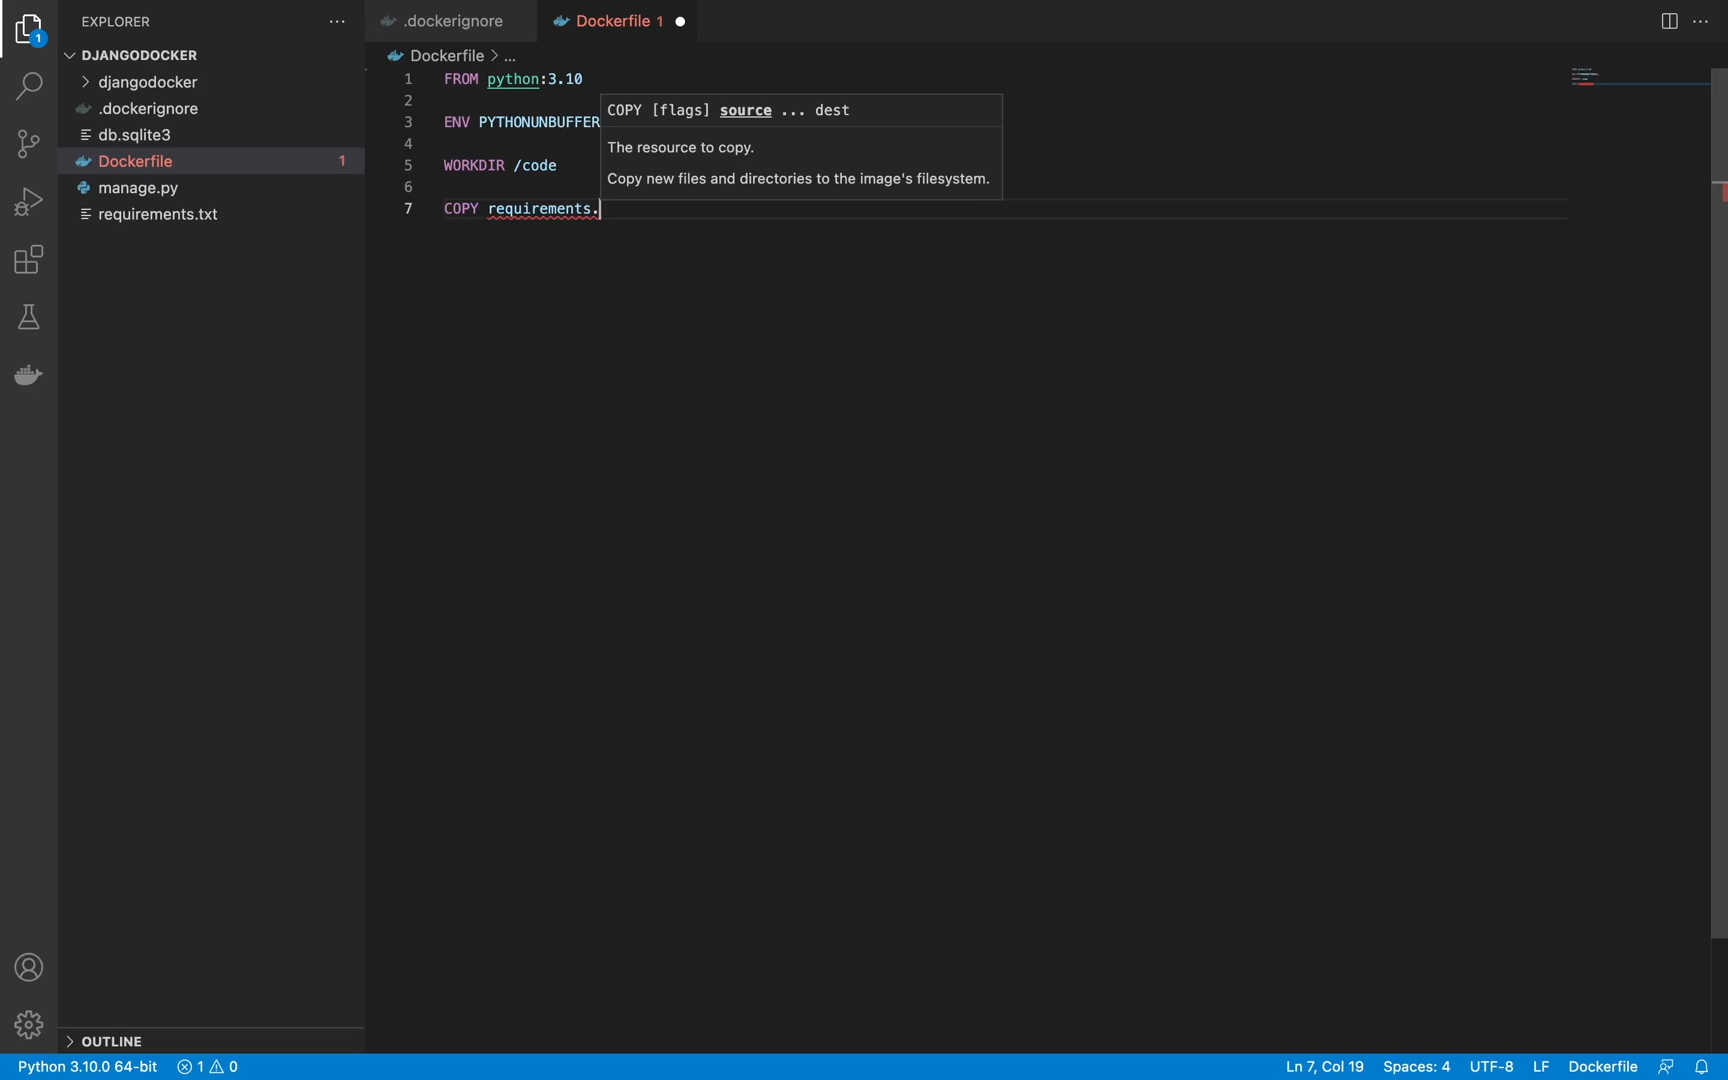 EXPLORER
.dockerignore
Dockerfile 1
DJANGODOCKER
djangodocker
.dockerignore
db.sqlite3
Dockerfile 1
manage.py
requirements.txt
Dockerfile > ...
1 FROM python:3.10
2
3 ENV PYTHONUNBUFFER
4
5 WORKDIR /code
6
7 COPY requirements.
COPY [flags] source ... dest
The resource to copy.
Copy new files and directories to the image's filesystem.
1
OUTLINE
Python 3.10.0 64-bit 1 0 Ln 7, Col 19 Spaces: 4 UTF-8 LF Dockerfile